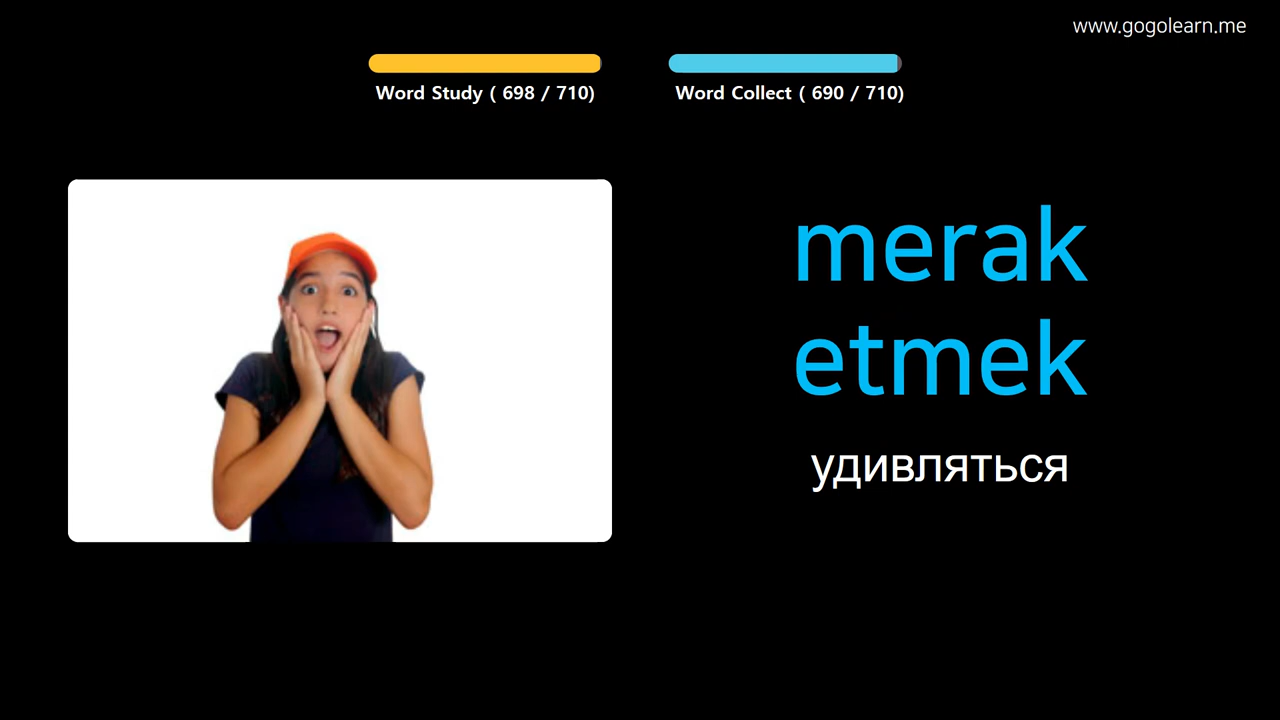 www.gogolearn.me
Word Study ( 698 / 710)
Word Collect ( 690 / 710)
merak
etmek
удивляться